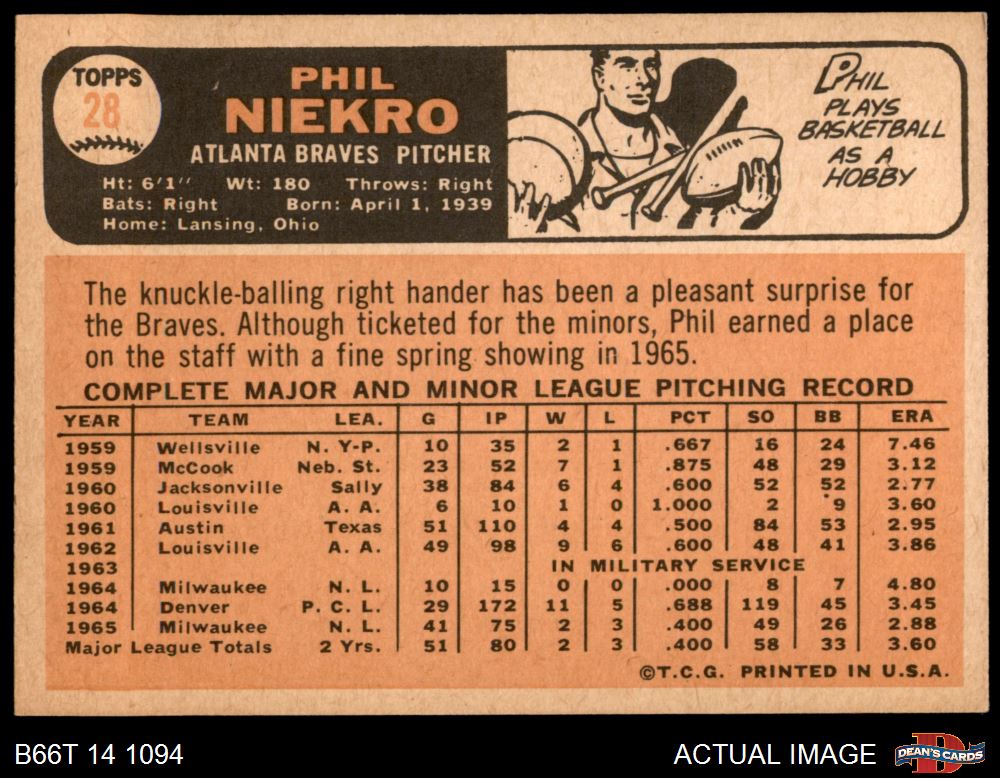 TOPPS
28
PHIL
NIEKRO
ATLANTA BRAVES PITCHER
Ht: 6'1" Wt: 180 Throws: Right
Bats: Right Born: April 1, 1939
Home: Lansing, Ohio
PHIL
PLAYS
BASKETBALL
AS A
HOBBY
The knuckle-balling right hander has been a pleasant surprise for
the Braves. Although ticketed for the minors, Phil earned a place
on the staff with a fine spring showing in 1965.
COMPLETE MAJOR AND MINOR LEAGUE PITCHING RECORD
YEAR TEAM LEA. G IP W L PCT SO BB ERA
1959 Wellsville N. Y-P. 10 35 2 1 .667 16 24 7.46
1959 McCook Neb. St. 23 52 7 1 .875 48 29 3.12
1960 Jacksonville Sally 38 84 6 4 .600 52 52 2.77
1960 Louisville A. A. 6 10 1 0 1.000 2 9 3.60
1961 Austin Texas 51 110 4 4 .500 84 53 2.95
1962 Louisville A. A. 49 98 9 6 .600 48 41 3.86
1963 IN MILITARY SERVICE
1964 Milwaukee N. L. 10 15 0 0 .000 8 7 4.80
1964 Denver P. C. L. 29 172 11 5 .688 119 45 3.45
1965 Milwaukee N. L. 41 75 2 3 .400 49 26 2.88
Major League Totals 2 Yrs. 51 80 2 3 .400 58 33 3.60
©T.C.G. PRINTED IN U.S.A.
B66T 14 1094
ACTUAL IMAGE
DEAN'S CARDS